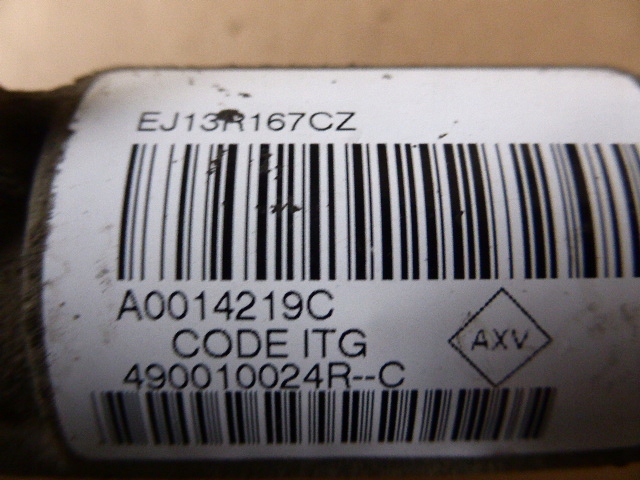 EJ13R167CZ
A0014219C
CODE ITG
AXV
490010024R--C